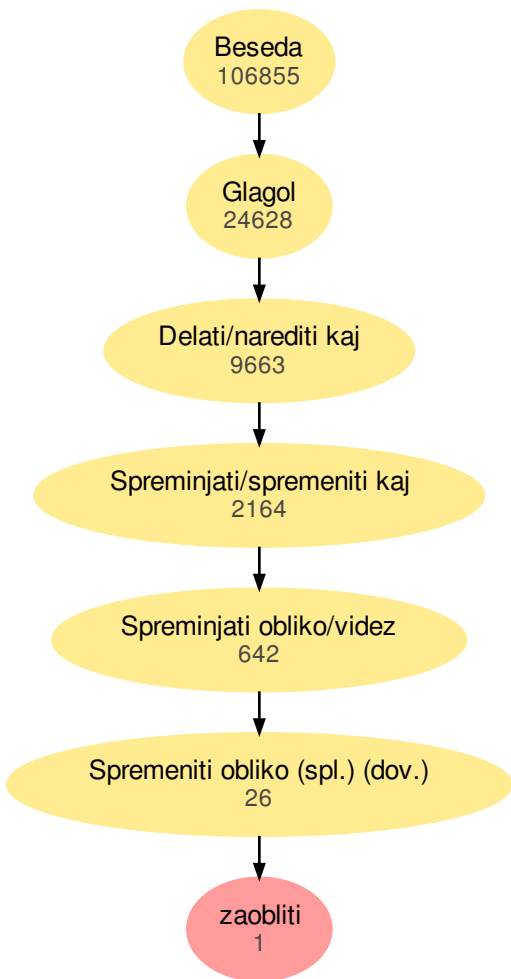 Beseda
106855
Glagol
24628
Delati/narediti kaj
9663
Spreminjati/spremeniti kaj
2164
Spreminjati obliko/videz
642
Spremeniti obliko (spl.) (dov.)
26
zaobliti
1